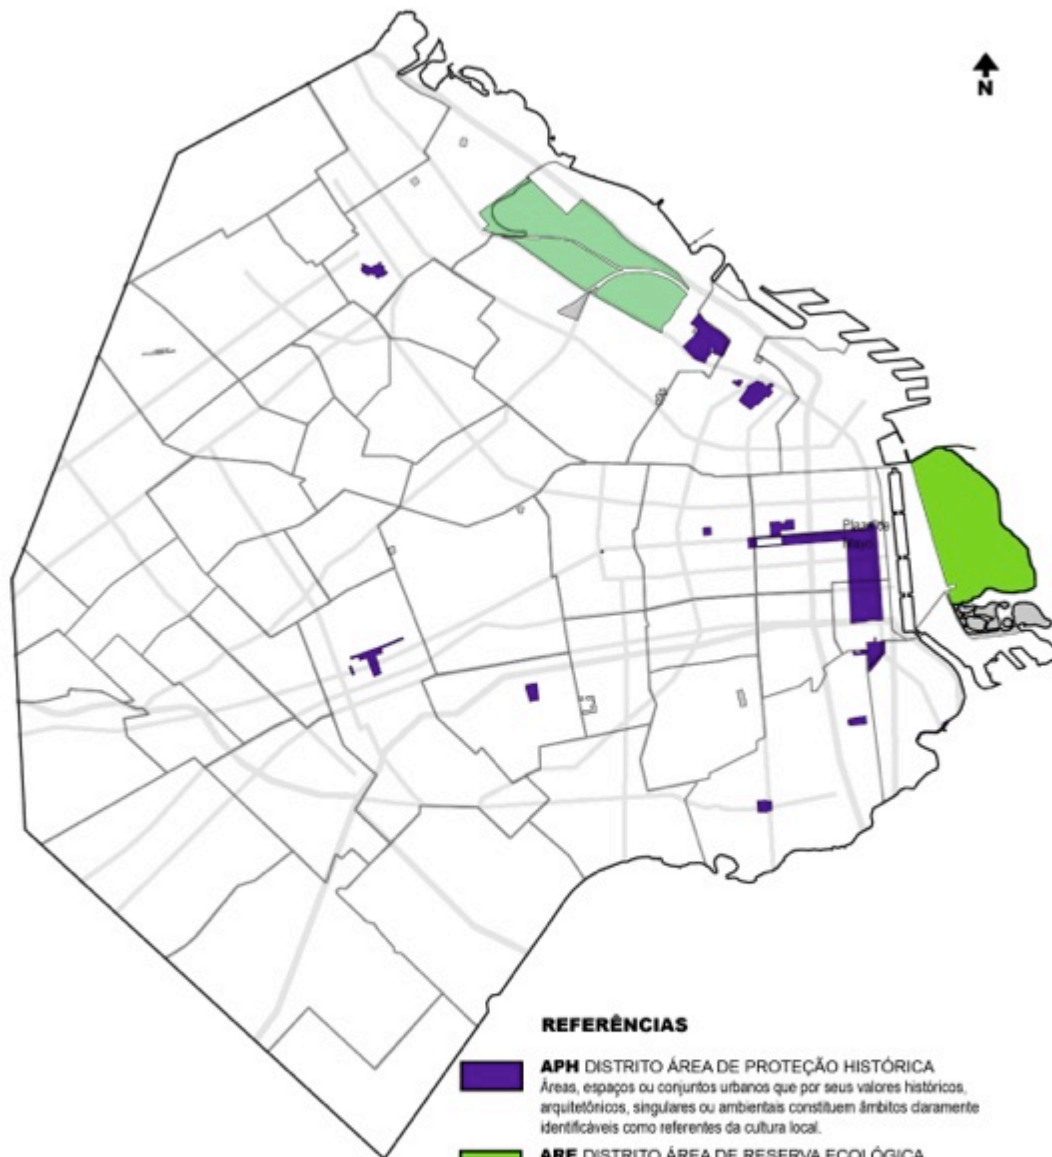 N
Plaza de
Mayo
REFERÊNCIAS
APH DISTRITO ÁREA DE PROTEÇÃO HISTÓRICA
Áreas, espaços ou conjuntos urbanos que por seus valores históricos,
arquitetônicos, singulares ou ambientais constituem âmbitos claramente
identificáveis como referentes da cultura local.
ARE DISTRITO ÁREA DE RESERVA ECOLÓGICA